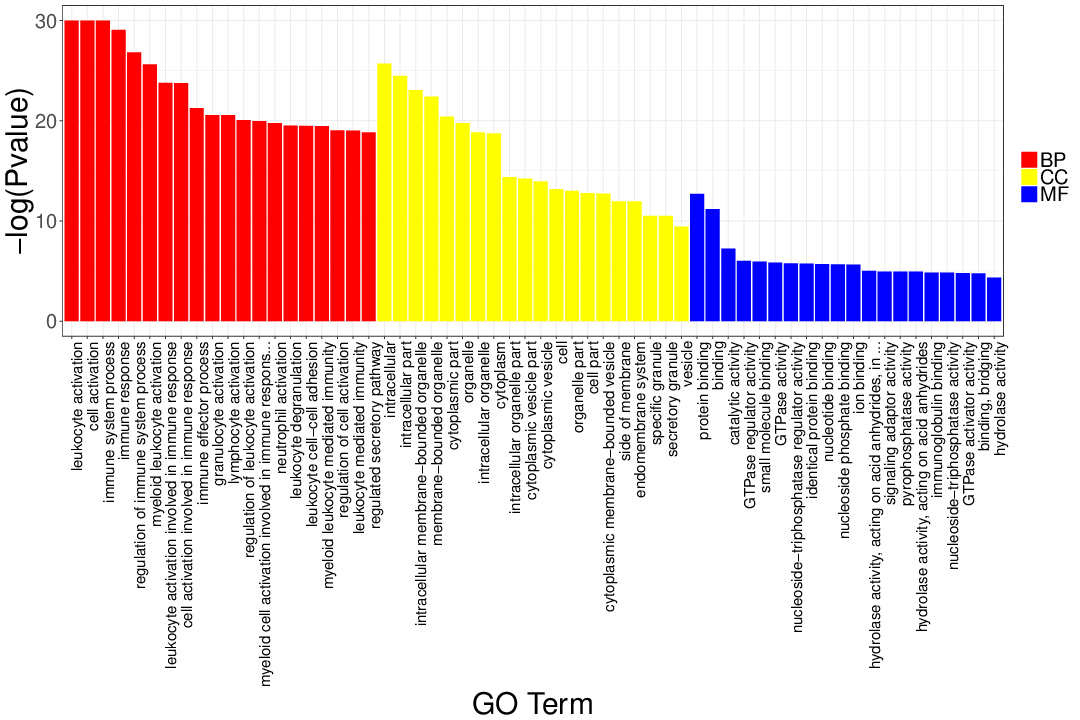 −log(Pvalue)
30
20
10
0
leukocyte activation
cell activation
immune system process
immune response
regulation of immune system process
myeloid leukocyte activation
leukocyte activation involved in immune response
cell activation involved in immune response
immune effector process
granulocyte activation
lymphocyte activation
regulation of leukocyte activation
myeloid cell activation involved in immune respons...
neutrophil activation
leukocyte degranulation
leukocyte cell−cell adhesion
myeloid leukocyte mediated immunity
regulation of cell activation
leukocyte mediated immunity
regulated secretory pathway
intracellular
intracellular part
intracellular membrane−bounded organelle
membrane−bounded organelle
cytoplasmic part
organelle
intracellular organelle
cytoplasm
intracellular organelle part
cytoplasmic vesicle part
cytoplasmic vesicle
cell
organelle part
cell part
cytoplasmic membrane−bounded vesicle
side of membrane
endomembrane system
specific granule
secretory granule
vesicle
protein binding
binding
catalytic activity
GTPase regulator activity
small molecule binding
GTPase activity
nucleoside−triphosphatase regulator activity
identical protein binding
nucleotide binding
nucleoside phosphate binding
ion binding
hydrolase activity, acting on acid anhydrides, in ...
signaling adaptor activity
pyrophosphatase activity
hydrolase activity, acting on acid anhydrides
immunoglobulin binding
nucleoside−triphosphatase activity
GTPase activator activity
binding, bridging
hydrolase activity
GO Term
BP
CC
MF